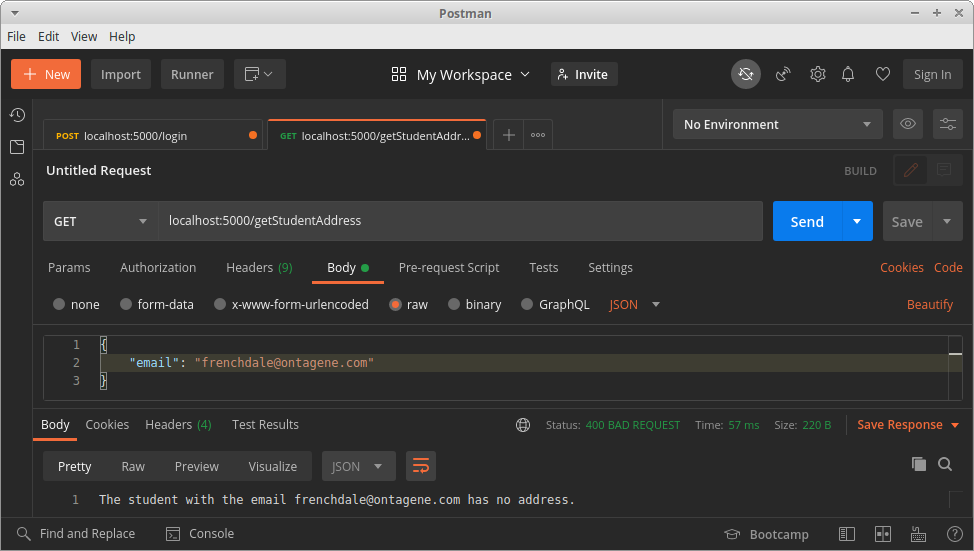 Postman
File Edit View Help
+ New Import Runner My Workspace Invite Sign In
POST localhost:5000/login GET localhost:5000/getStudentAddr... + ooo No Environment
Untitled Request BUILD
GET localhost:5000/getStudentAddress Send Save
Params Authorization Headers (9) Body Pre-request Script Tests Settings Cookies Code
none form-data x-www-form-urlencoded raw binary GraphQL JSON Beautify
1 {
2 "email": "frenchdale@ontagene.com"
3 }
Body Cookies Headers (4) Test Results Status: 400 BAD REQUEST Time: 57 ms Size: 220 B Save Response
Pretty Raw Preview Visualize JSON
1 The student with the email frenchdale@ontagene.com has no address.
Find and Replace Console Bootcamp ?